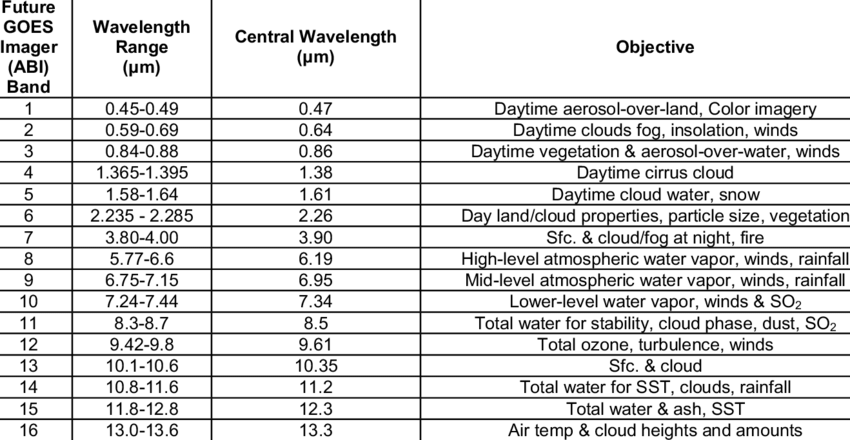 Future GOES Imager (ABI) Band | Wavelength Range (μm) | Central Wavelength (μm) | Objective
1 | 0.45-0.49 | 0.47 | Daytime aerosol-over-land, Color imagery
2 | 0.59-0.69 | 0.64 | Daytime clouds fog, insolation, winds
3 | 0.84-0.88 | 0.86 | Daytime vegetation & aerosol-over-water, winds
4 | 1.365-1.395 | 1.38 | Daytime cirrus cloud
5 | 1.58-1.64 | 1.61 | Daytime cloud water, snow
6 | 2.235 - 2.285 | 2.26 | Day land/cloud properties, particle size, vegetation
7 | 3.80-4.00 | 3.90 | Sfc. & cloud/fog at night, fire
8 | 5.77-6.6 | 6.19 | High-level atmospheric water vapor, winds, rainfall
9 | 6.75-7.15 | 6.95 | Mid-level atmospheric water vapor, winds, rainfall
10 | 7.24-7.44 | 7.34 | Lower-level water vapor, winds & SO₂
11 | 8.3-8.7 | 8.5 | Total water for stability, cloud phase, dust, SO₂
12 | 9.42-9.8 | 9.61 | Total ozone, turbulence, winds
13 | 10.1-10.6 | 10.35 | Sfc. & cloud
14 | 10.8-11.6 | 11.2 | Total water for SST, clouds, rainfall
15 | 11.8-12.8 | 12.3 | Total water & ash, SST
16 | 13.0-13.6 | 13.3 | Air temp & cloud heights and amounts